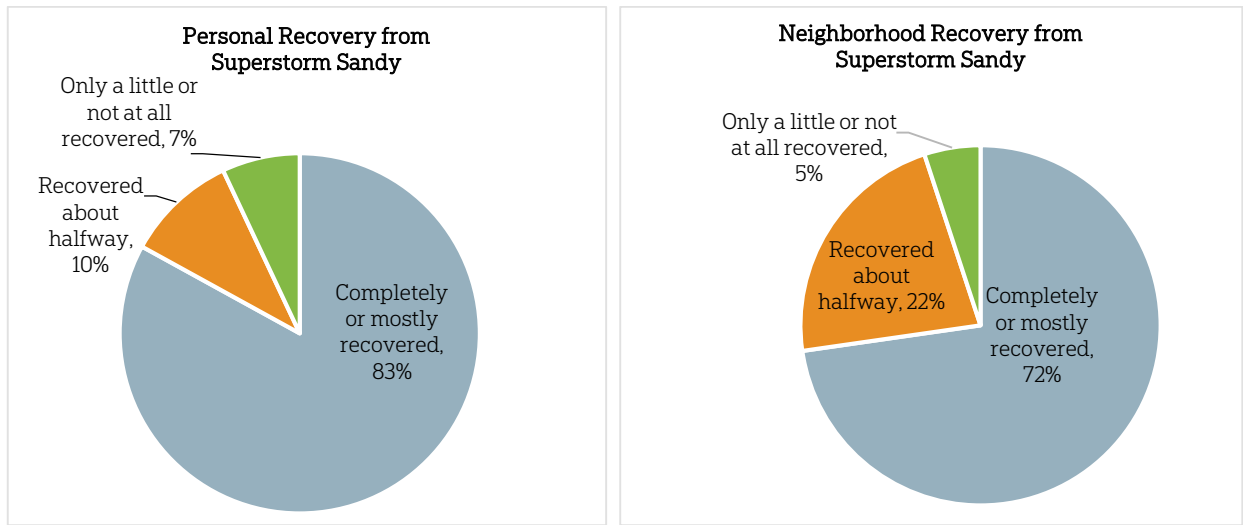 Personal Recovery from
Superstorm Sandy
Only a little or
not at all
recovered, 7%
Recovered
about
halfway,
10%
Completely
or mostly
recovered,
83%
Neighborhood Recovery from
Superstorm Sandy
Only a little or not
at all recovered,
5%
Recovered
about
halfway, 22%
Completely
or mostly
recovered,
72%